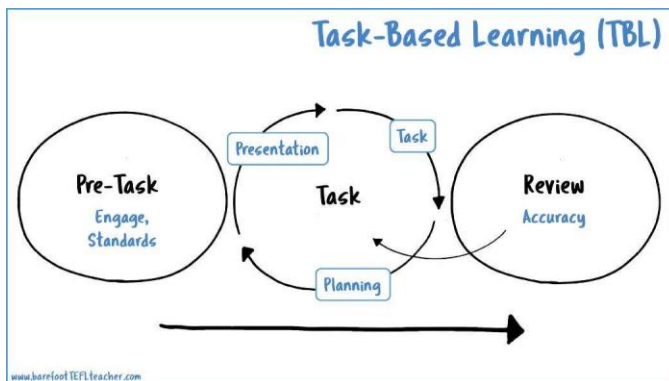 Task-Based Learning (TBL)
Pre-Task
Engage,
Standards
Presentation
Task
Task
Planning
Review
Accuracy
www.barefootTEFLteacher.com